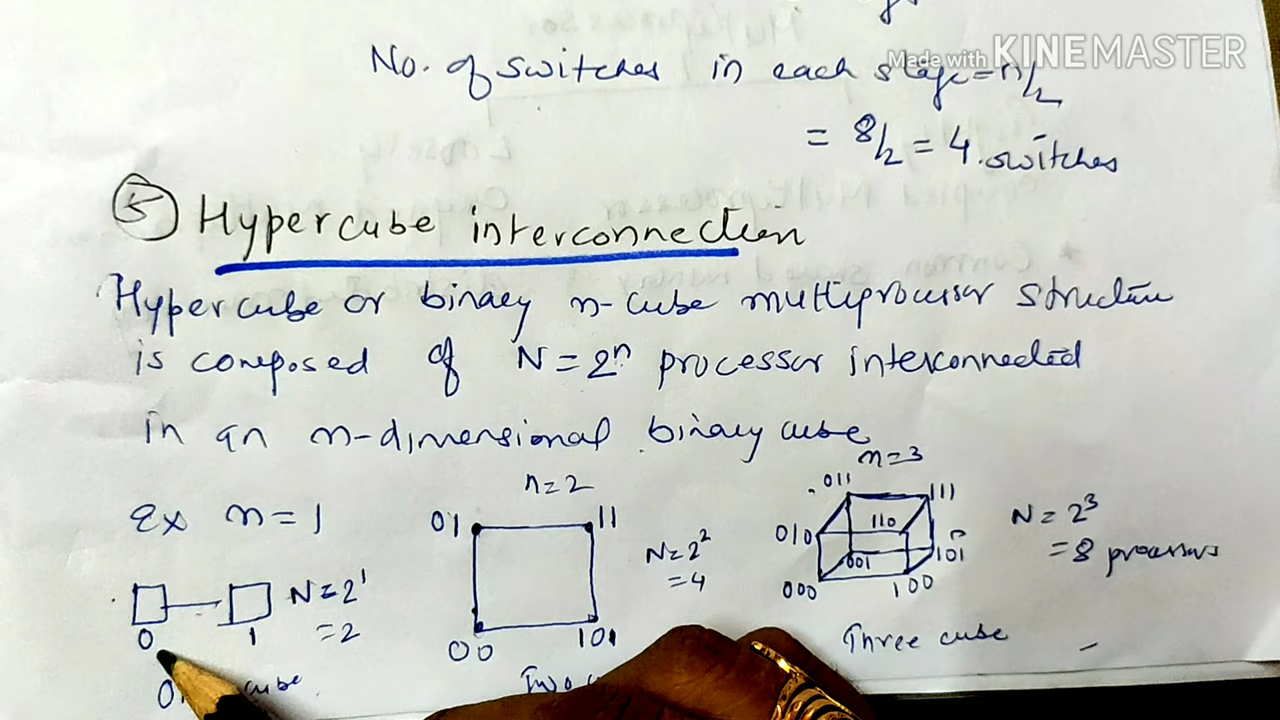 Made with KINEMASTER
No. of switches in each stage = n/2
= 8/2 = 4 switches
5 Hypercube interconnection
Hypercube or binary n-cube multiprocessor structure
is composed of N = 2ⁿ processor interconnected
in an n-dimensional binary cube
Ex n = 1
0 1
N = 2¹
= 2
cube
n = 2
01 11
00 10
N = 2²
= 4
Two
n = 3
011 111
010 110
001 101
000 100
N = 2³
= 8 processors
Three cube